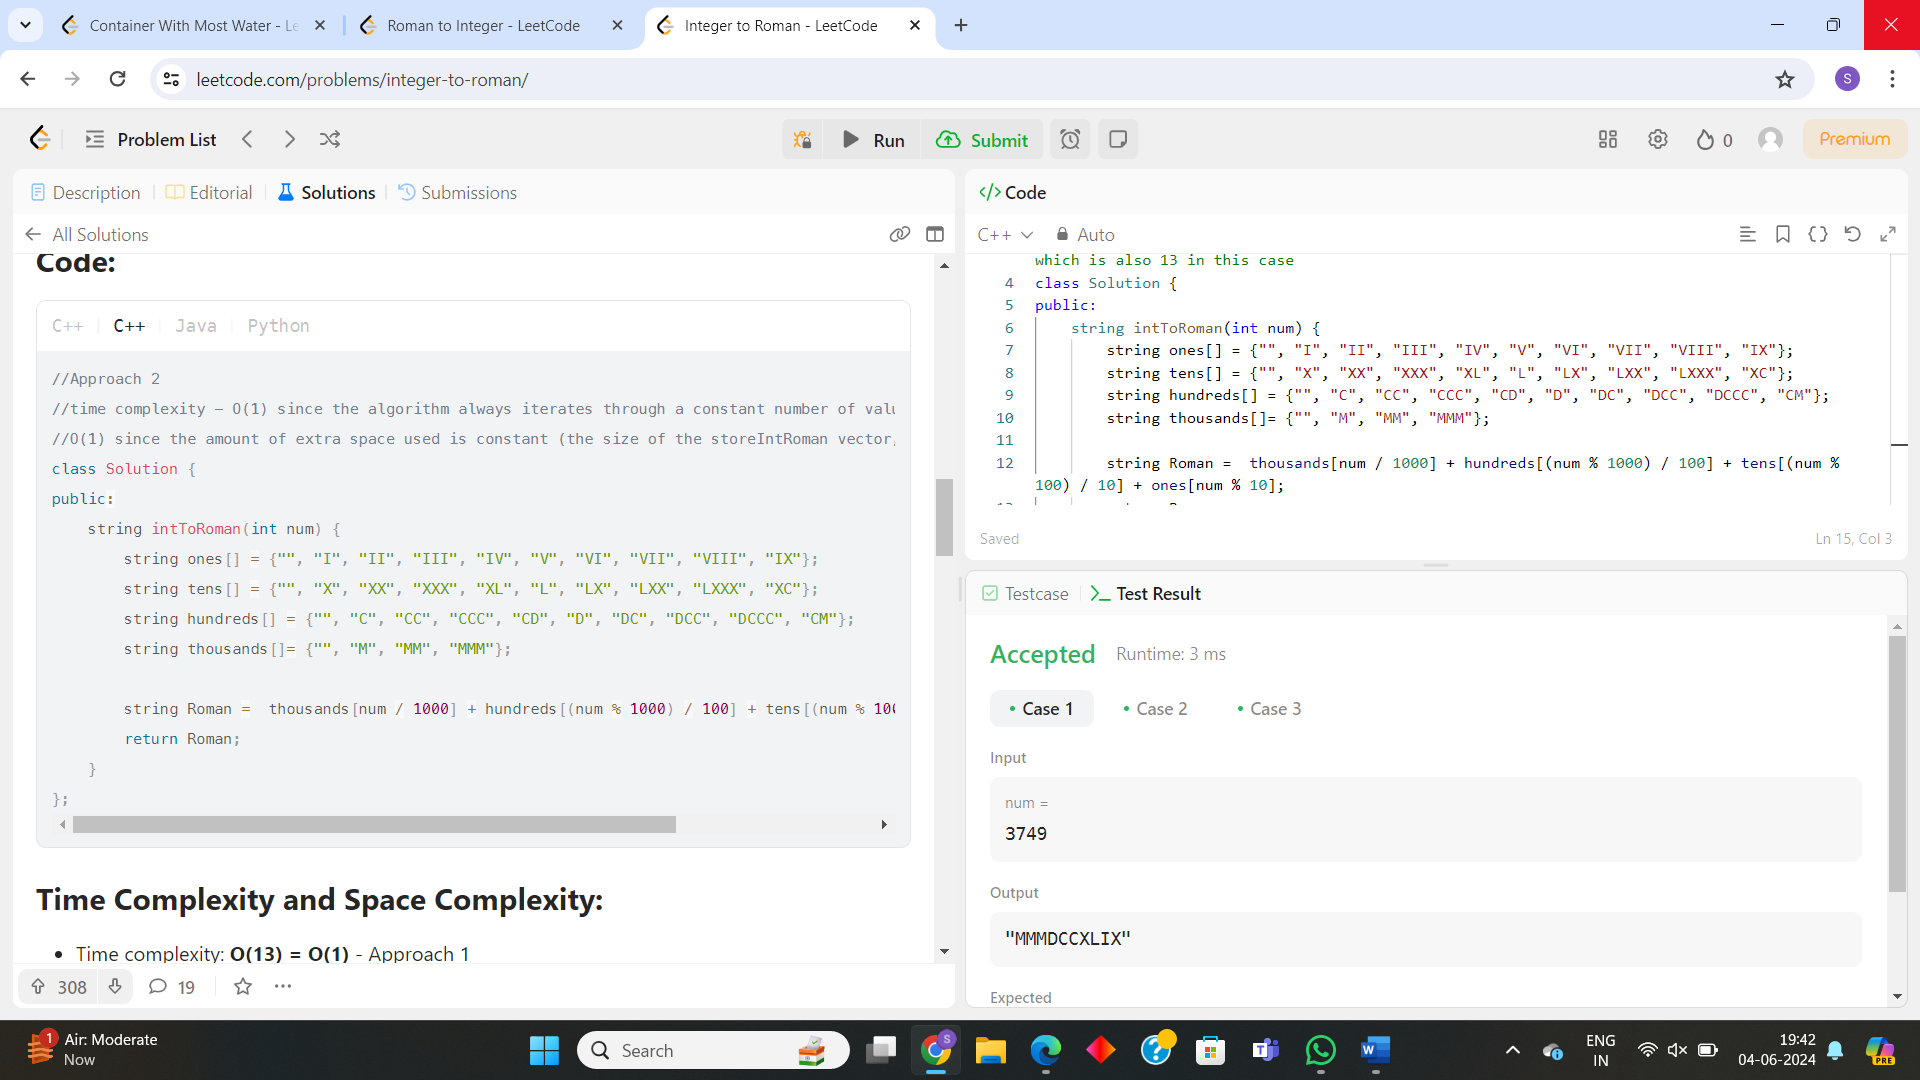 Container With Most Water - Le
Roman to Integer - LeetCode
Integer to Roman - LeetCode
leetcode.com/problems/integer-to-roman/
S
Problem List
Run
Submit
0
Premium
Description
Editorial
Solutions
Submissions
All Solutions
Code:
C++
C++
Java
Python
//Approach 2
//time complexity – O(1) since the algorithm always iterates through a constant number of valu
//O(1) since the amount of extra space used is constant (the size of the storeIntRoman vector,
class Solution {
public:
string intToRoman(int num) {
string ones[] = {"", "I", "II", "III", "IV", "V", "VI", "VII", "VIII", "IX"};
string tens[] = {"", "X", "XX", "XXX", "XL", "L", "LX", "LXX", "LXXX", "XC"};
string hundreds[] = {"", "C", "CC", "CCC", "CD", "D", "DC", "DCC", "DCCC", "CM"};
string thousands[]= {"", "M", "MM", "MMM"};
string Roman =  thousands[num / 1000] + hundreds[(num % 1000) / 100] + tens[(num % 100
return Roman;
}
};
Time Complexity and Space Complexity:
• Time complexity: O(13) = O(1) - Approach 1
308
19
Code
C++
Auto
which is also 13 in this case
4 class Solution {
5 public:
6 string intToRoman(int num) {
7 string ones[] = {"", "I", "II", "III", "IV", "V", "VI", "VII", "VIII", "IX"};
8 string tens[] = {"", "X", "XX", "XXX", "XL", "L", "LX", "LXX", "LXXX", "XC"};
9 string hundreds[] = {"", "C", "CC", "CCC", "CD", "D", "DC", "DCC", "DCCC", "CM"};
10 string thousands[]= {"", "M", "MM", "MMM"};
11
12 string Roman =  thousands[num / 1000] + hundreds[(num % 1000) / 100] + tens[(num %
100) / 10] + ones[num % 10];
Saved
Ln 15, Col 3
Testcase
Test Result
Accepted
Runtime: 3 ms
• Case 1
• Case 2
• Case 3
Input
num =
3749
Output
"MMMDCCXLIX"
Expected
1
Air: Moderate
Now
Search
S
ENG
IN
19:42
04-06-2024
PRE